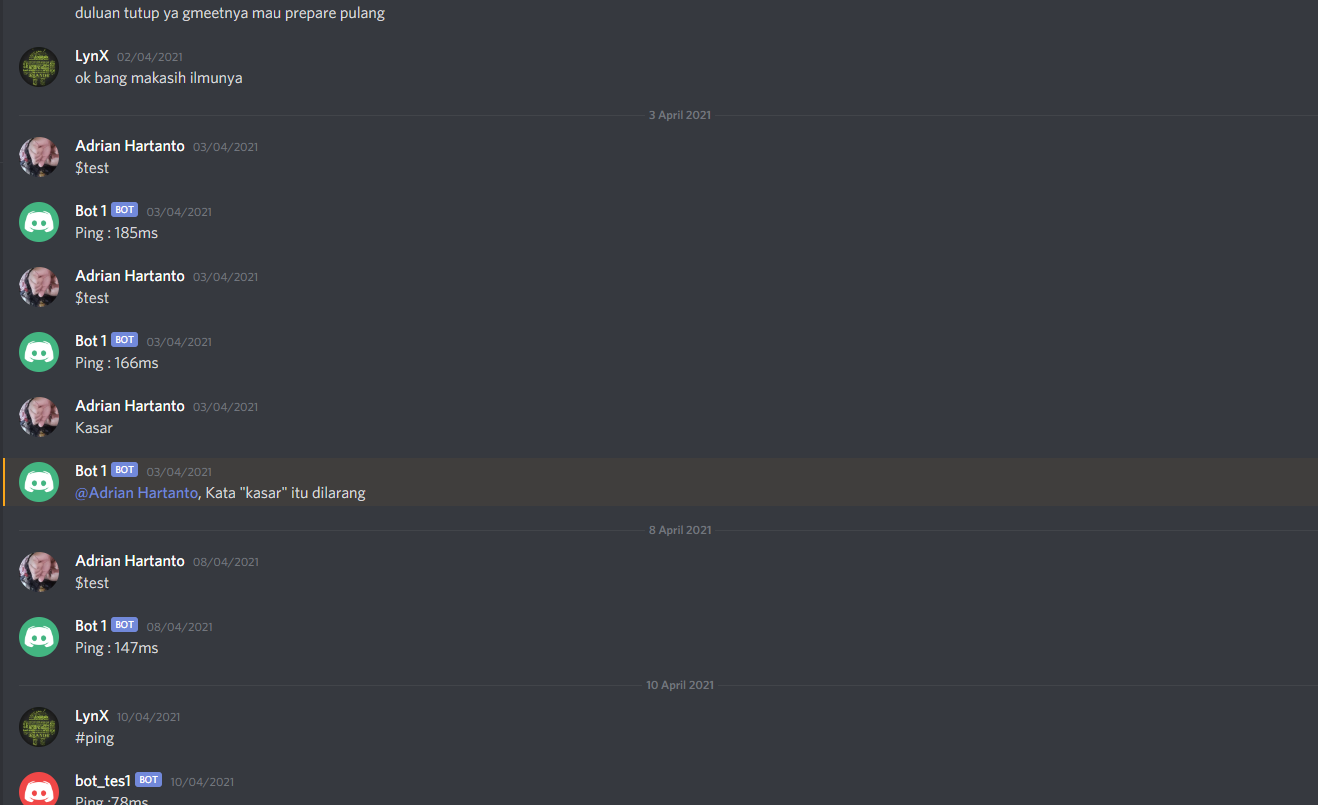 duluan tutup ya gmeetnya mau prepare pulang
LynX 02/04/2021
ok bang makasih ilmunya
3 April 2021
Adrian Hartanto 03/04/2021
$test
Bot 1 BOT 03/04/2021
Ping : 185ms
Adrian Hartanto 03/04/2021
$test
Bot 1 BOT 03/04/2021
Ping : 166ms
Adrian Hartanto 03/04/2021
Kasar
Bot 1 BOT 03/04/2021
@Adrian Hartanto, Kata "kasar" itu dilarang
8 April 2021
Adrian Hartanto 08/04/2021
$test
Bot 1 BOT 08/04/2021
Ping : 147ms
10 April 2021
LynX 10/04/2021
#ping
bot_tes1 BOT 10/04/2021
Ping :78ms